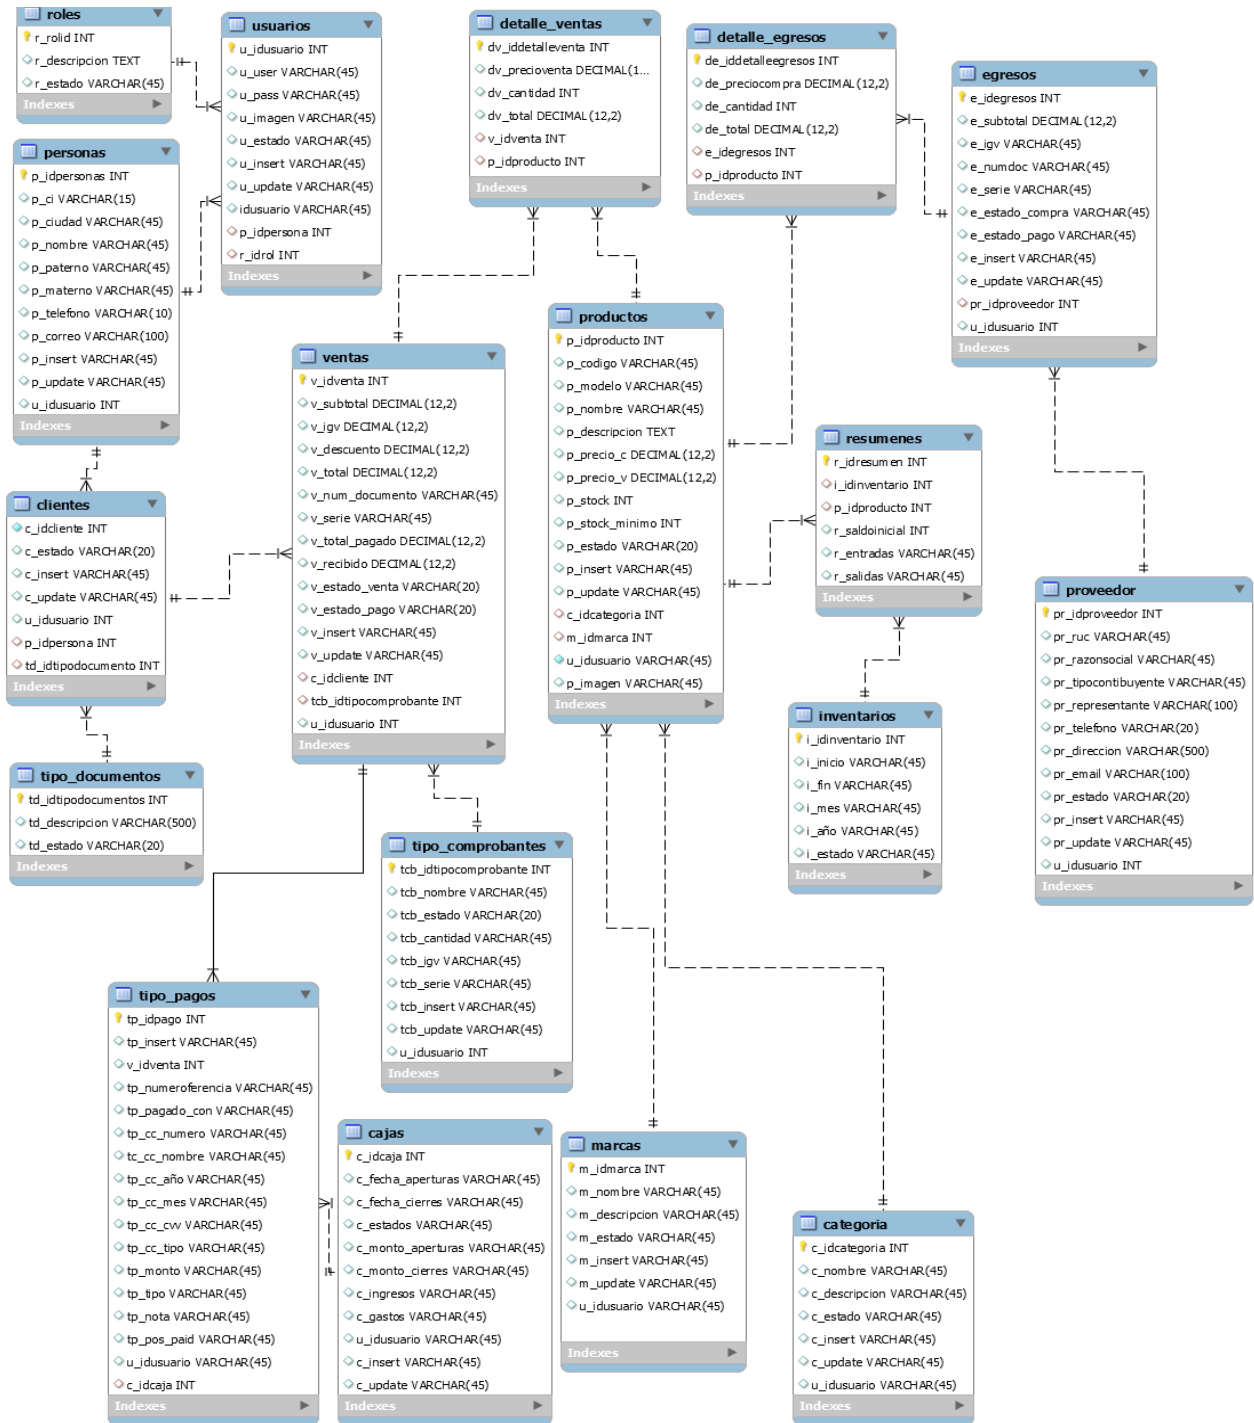 roles
r_rolid INT
r_descripcion TEXT
r_estado VARCHAR(45)
Indexes
usuarios
u_idusuario INT
u_user VARCHAR(45)
u_pass VARCHAR(45)
u_imagen VARCHAR(45)
u_estado VARCHAR(45)
u_insert VARCHAR(45)
u_update VARCHAR(45)
idusuario VARCHAR(45)
p_idpersona INT
r_idrol INT
Indexes
detalle_ventas
dv_iddetalleventa INT
dv_precioventa DECIMAL(1...
dv_cantidad INT
dv_total DECIMAL(12,2)
v_idventa INT
p_idproducto INT
Indexes
detalle_egresos
de_iddetalleegresos INT
de_preciocompra DECIMAL(12,2)
de_cantidad INT
de_total DECIMAL(12,2)
e_idegresos INT
p_idproducto INT
Indexes
egresos
e_idegresos INT
e_subtotal DECIMAL(12,2)
e_igv VARCHAR(45)
e_numdoc VARCHAR(45)
e_serie VARCHAR(45)
e_estado_compra VARCHAR(45)
e_estado_pago VARCHAR(45)
e_insert VARCHAR(45)
e_update VARCHAR(45)
pr_idproveedor INT
u_idusuario INT
Indexes
personas
p_idpersonas INT
p_ci VARCHAR(15)
p_ciudad VARCHAR(45)
p_nombre VARCHAR(45)
p_paterno VARCHAR(45)
p_materno VARCHAR(45)
p_telefono VARCHAR(10)
p_correo VARCHAR(100)
p_insert VARCHAR(45)
p_update VARCHAR(45)
u_idusuario INT
Indexes
ventas
v_idventa INT
v_subtotal DECIMAL(12,2)
v_igv DECIMAL(12,2)
v_descuento DECIMAL(12,2)
v_total DECIMAL(12,2)
v_num_documento VARCHAR(45)
v_serie VARCHAR(45)
v_total_pagado DECIMAL(12,2)
v_recibido DECIMAL(12,2)
v_estado_venta VARCHAR(20)
v_estado_pago VARCHAR(20)
v_insert VARCHAR(45)
v_update VARCHAR(45)
c_idcliente INT
tcb_idtipocomprobante INT
u_idusuario INT
Indexes
productos
p_idproducto INT
p_codigo VARCHAR(45)
p_modelo VARCHAR(45)
p_nombre VARCHAR(45)
p_descripcion TEXT
p_precio_c DECIMAL(12,2)
p_precio_v DECIMAL(12,2)
p_stock INT
p_stock_minimo INT
p_estado VARCHAR(20)
p_insert VARCHAR(45)
p_update VARCHAR(45)
c_idcategoria INT
m_idmarca INT
u_idusuario VARCHAR(45)
p_imagen VARCHAR(45)
Indexes
resumenes
r_idresumen INT
i_idinventario INT
p_idproducto INT
r_saldoinicial INT
r_entradas VARCHAR(45)
r_salidas VARCHAR(45)
Indexes
clientes
c_idcliente INT
c_estado VARCHAR(20)
c_insert VARCHAR(45)
c_update VARCHAR(45)
u_idusuario INT
p_idpersona INT
td_idtipodocumento INT
Indexes
proveedor
pr_idproveedor INT
pr_ruc VARCHAR(45)
pr_razonsocial VARCHAR(45)
pr_tipocontibuyente VARCHAR(45)
pr_representante VARCHAR(100)
pr_telefono VARCHAR(20)
pr_direccion VARCHAR(500)
pr_email VARCHAR(100)
pr_estado VARCHAR(20)
pr_insert VARCHAR(45)
pr_update VARCHAR(45)
u_idusuario INT
Indexes
inventarios
i_idinventario INT
i_inicio VARCHAR(45)
i_fin VARCHAR(45)
i_mes VARCHAR(45)
i_año VARCHAR(45)
i_estado VARCHAR(45)
Indexes
tipo_documentos
td_idtipodocumentos INT
td_descripcion VARCHAR(500)
td_estado VARCHAR(20)
Indexes
tipo_comprobantes
tcb_idtipocomprobante INT
tcb_nombre VARCHAR(45)
tcb_estado VARCHAR(20)
tcb_cantidad VARCHAR(45)
tcb_igv VARCHAR(45)
tcb_serie VARCHAR(45)
tcb_insert VARCHAR(45)
tcb_update VARCHAR(45)
u_idusuario INT
Indexes
tipo_pagos
tp_idpago INT
tp_insert VARCHAR(45)
v_idventa INT
tp_numeroferencia VARCHAR(45)
tp_pagado_con VARCHAR(45)
tp_cc_numero VARCHAR(45)
tc_cc_nombre VARCHAR(45)
tp_cc_año VARCHAR(45)
tp_cc_mes VARCHAR(45)
tp_cc_cvv VARCHAR(45)
tp_cc_tipo VARCHAR(45)
tp_monto VARCHAR(45)
tp_tipo VARCHAR(45)
tp_nota VARCHAR(45)
tp_pos_paid VARCHAR(45)
u_idusuario VARCHAR(45)
c_idcaja INT
Indexes
cajas
c_idcaja INT
c_fecha_aperturas VARCHAR(45)
c_fecha_cierres VARCHAR(45)
c_estados VARCHAR(45)
c_monto_aperturas VARCHAR(45)
c_monto_cierres VARCHAR(45)
c_ingresos VARCHAR(45)
c_gastos VARCHAR(45)
u_idusuario VARCHAR(45)
c_insert VARCHAR(45)
c_update VARCHAR(45)
Indexes
marcas
m_idmarca INT
m_nombre VARCHAR(45)
m_descripcion VARCHAR(45)
m_estado VARCHAR(45)
m_insert VARCHAR(45)
m_update VARCHAR(45)
u_idusuario VARCHAR(45)
Indexes
categoria
c_idcategoria INT
c_nombre VARCHAR(45)
c_descripcion VARCHAR(45)
c_estado VARCHAR(45)
c_insert VARCHAR(45)
c_update VARCHAR(45)
u_idusuario VARCHAR(45)
Indexes